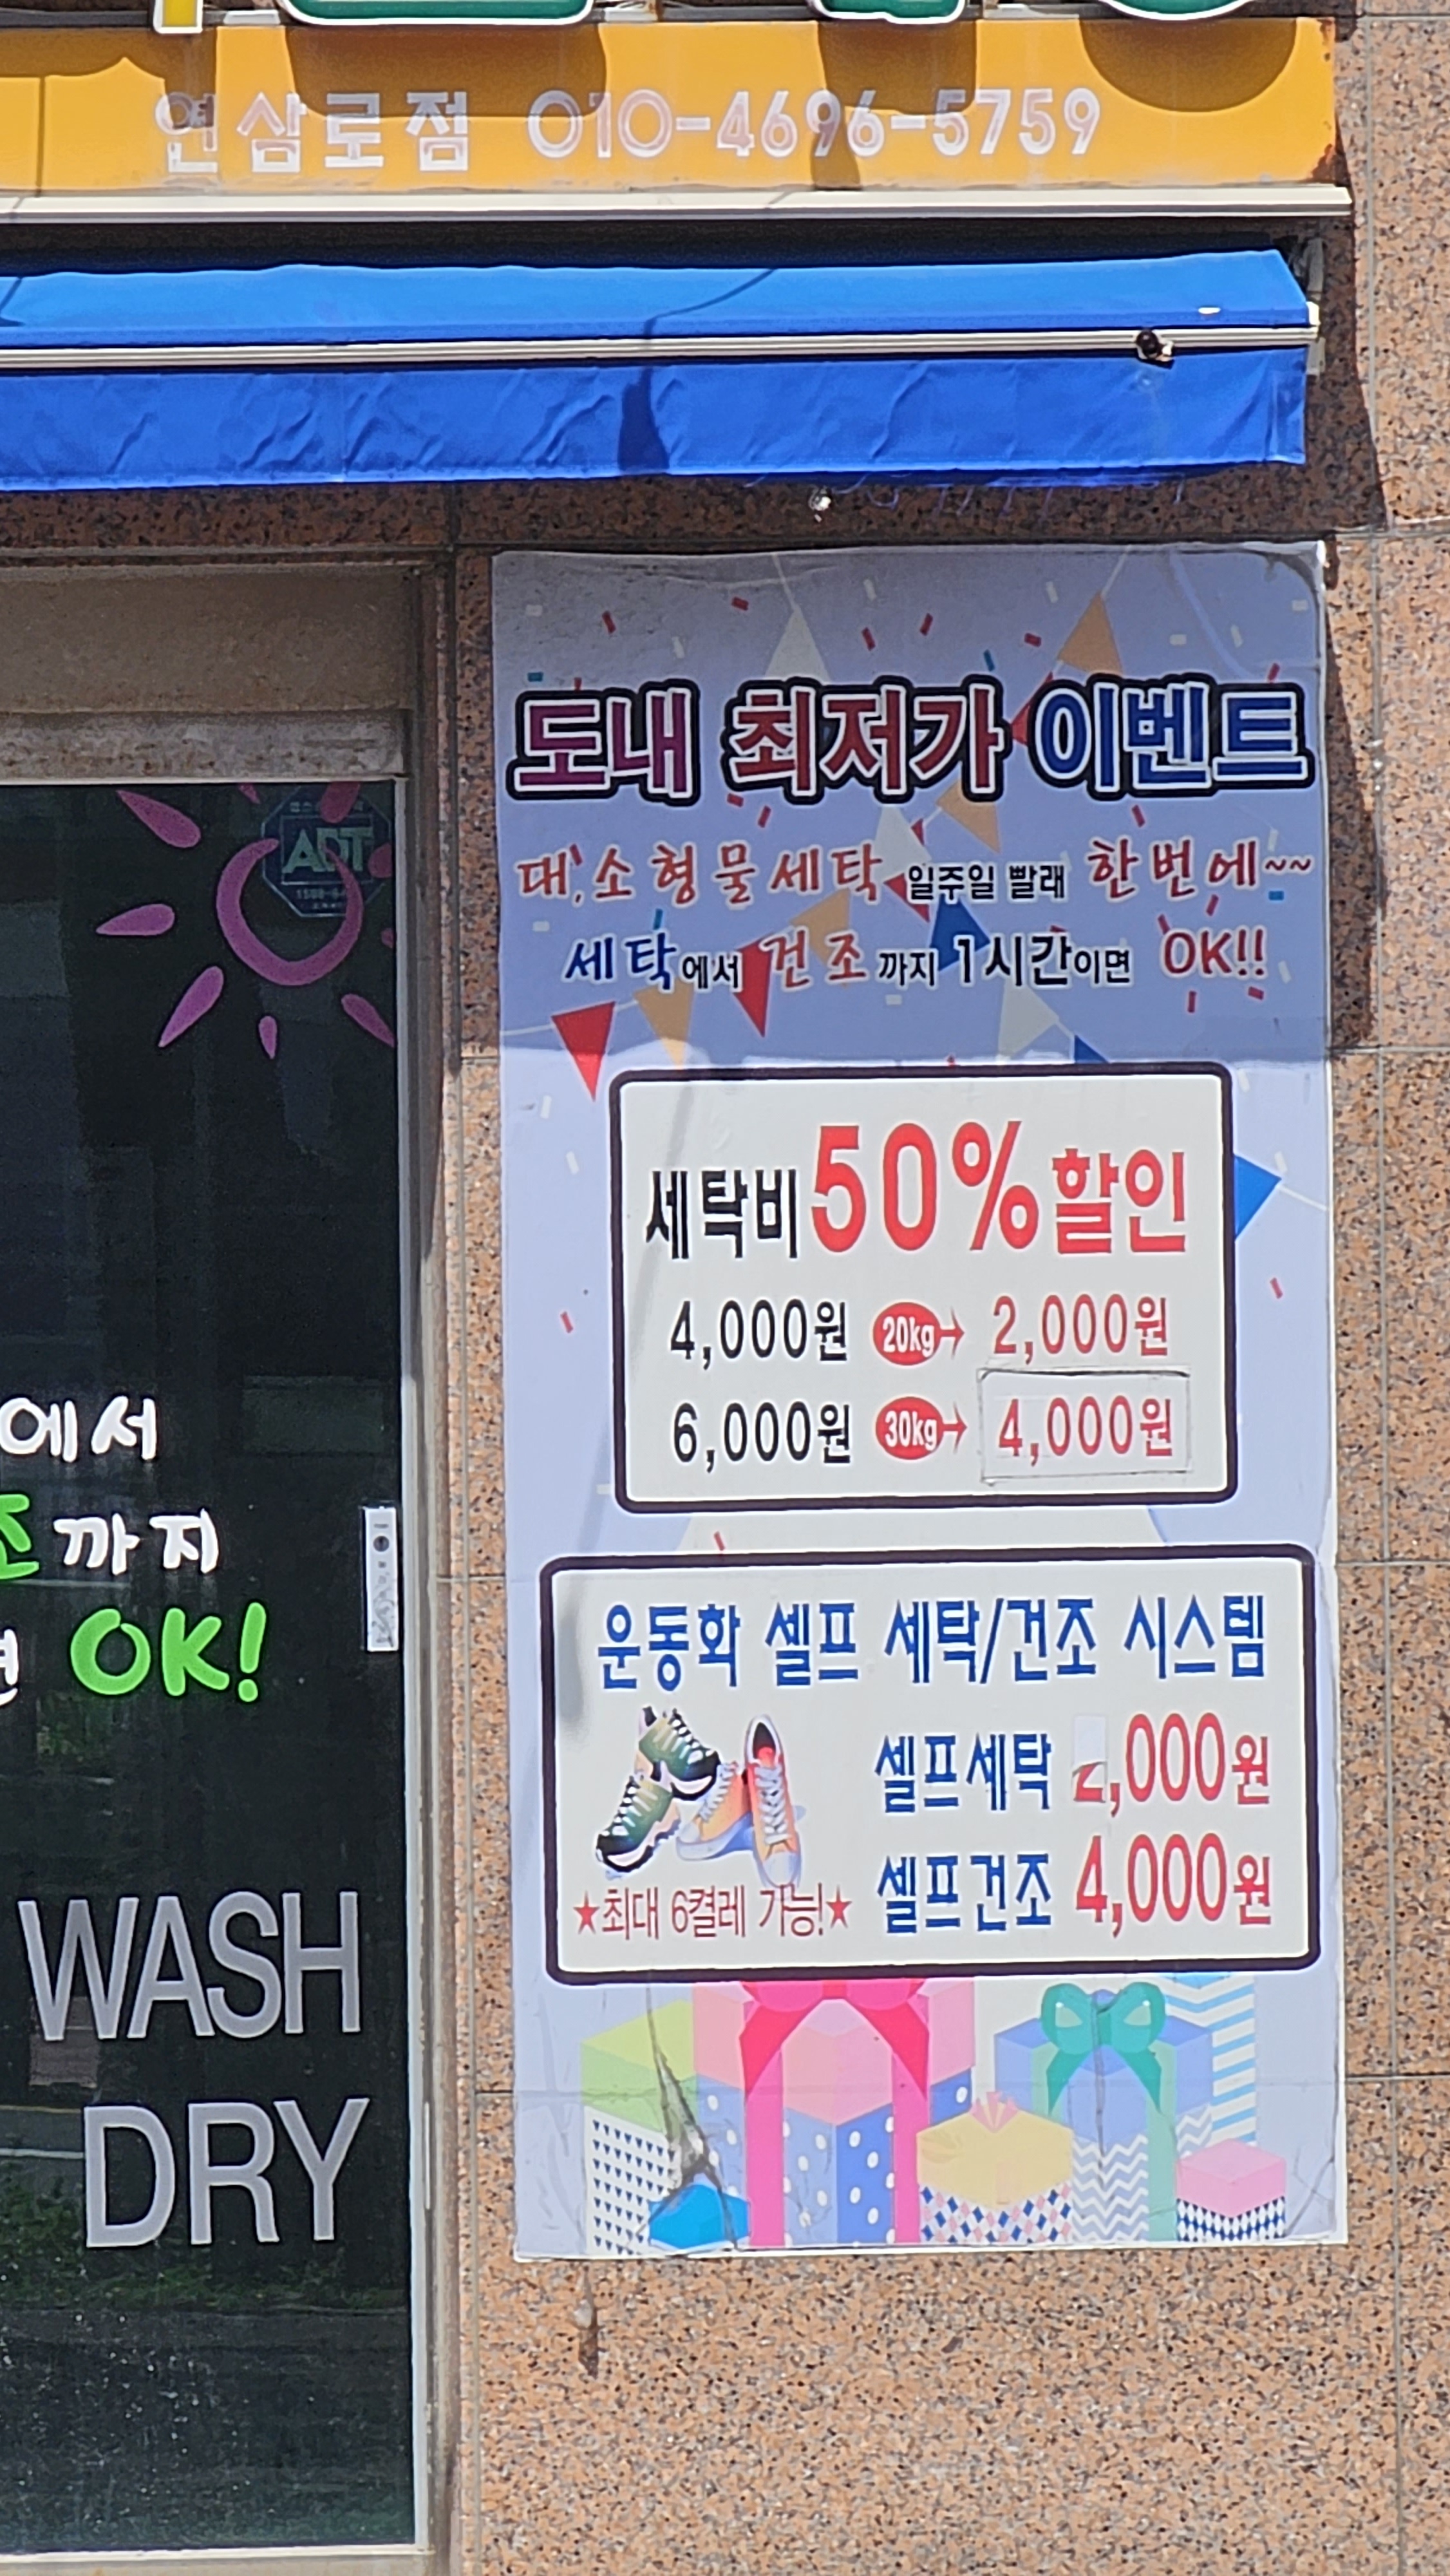 연삼로점 010-4696-5759
도내 최저가 이벤트
대,소형물세탁 일주일 빨래 한번에~~
세탁에서 건조까지 1시간이면 OK!!
세탁비 50% 할인
4,000원 20kg→ 2,000원
6,000원 30kg→ 4,000원
운동화 셀프 세탁/건조 시스템
셀프세탁 2,000원
셀프건조 4,000원
★최대 6켤레 가능!★
ADT
에서
조까지
OK!
WASH
DRY